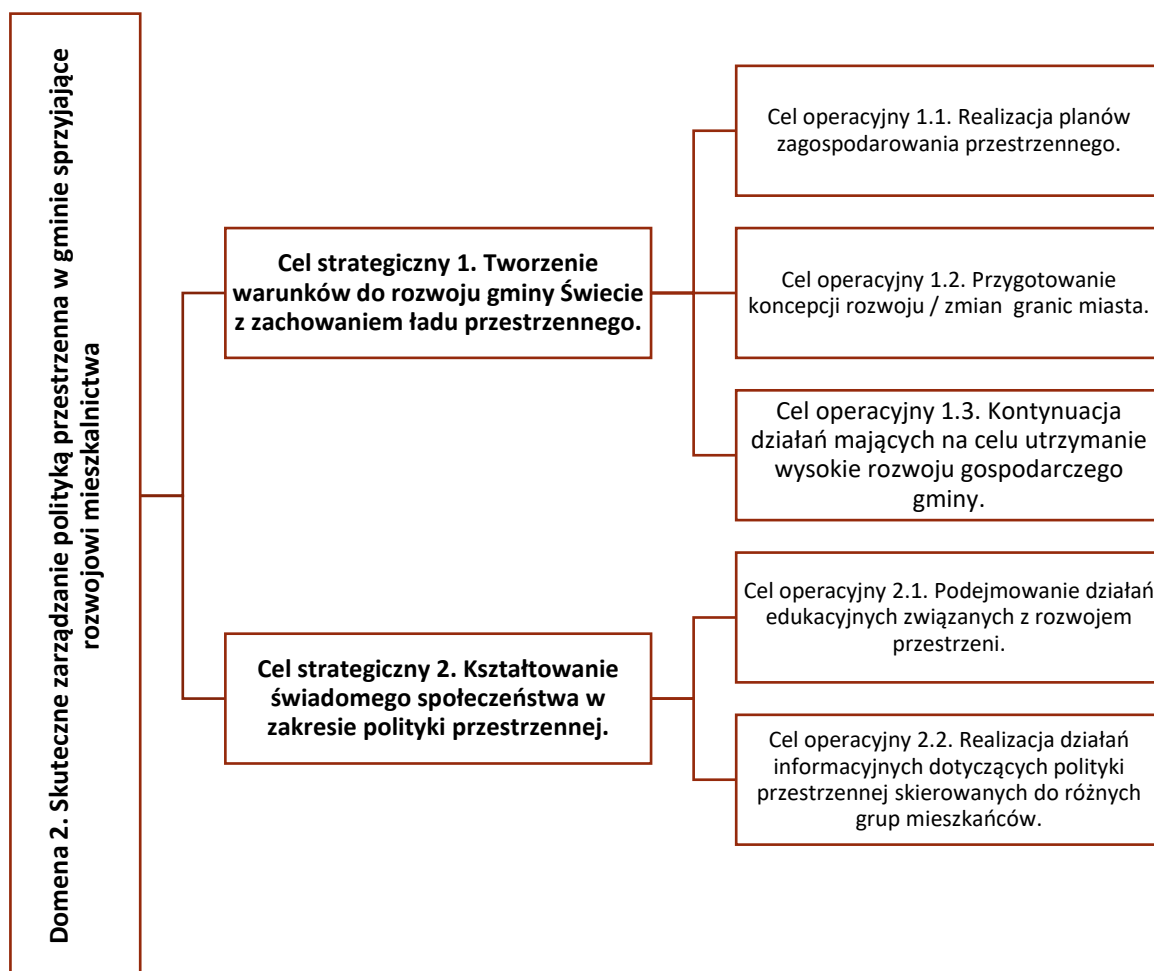 Domena 2. Skuteczne zarządzanie polityką przestrzenna w gminie sprzyjające
rozwojowi mieszkalnictwa
Cel strategiczny 1. Tworzenie
warunków do rozwoju gminy Świecie
z zachowaniem ładu przestrzennego.
Cel operacyjny 1.1. Realizacja planów
zagospodarowania przestrzennego.
Cel operacyjny 1.2. Przygotowanie
koncepcji rozwoju / zmian  granic miasta.
Cel operacyjny 1.3. Kontynuacja
działań mających na celu utrzymanie
wysokie rozwoju gospodarczego
gminy.
Cel strategiczny 2. Kształtowanie
świadomego społeczeństwa w
zakresie polityki przestrzennej.
Cel operacyjny 2.1. Podejmowanie działań
edukacyjnych związanych z rozwojem
przestrzeni.
Cel operacyjny 2.2. Realizacja działań
informacyjnych dotyczących polityki
przestrzennej skierowanych do różnych
grup mieszkańców.